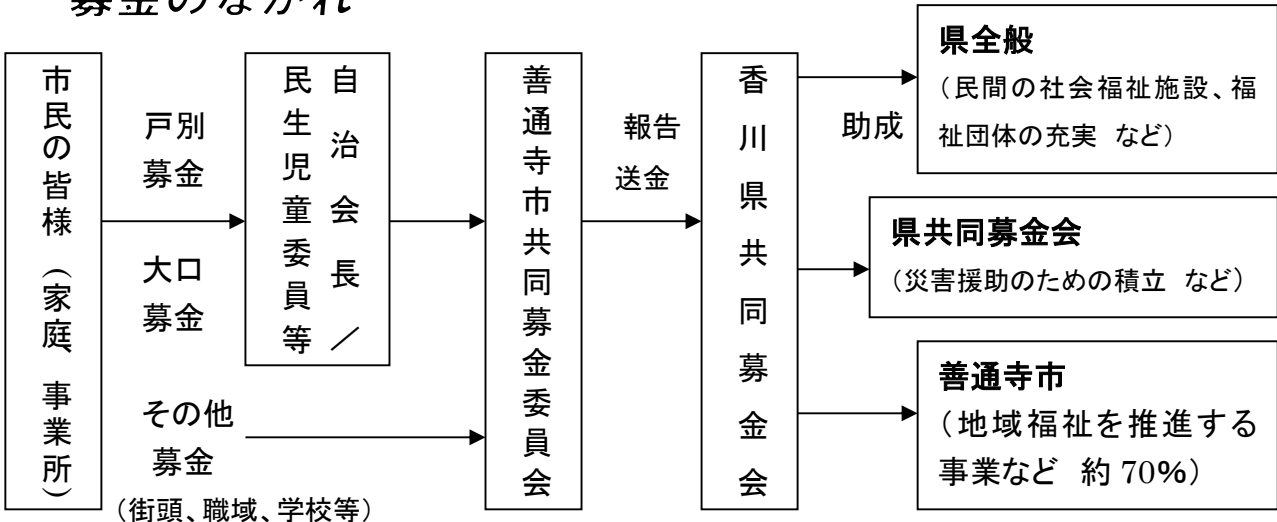 募金のながれ
市民の皆様（家庭、事業所）
戸別
募金
大口
募金
その他
募金
（街頭、職域、学校等）
自治会長／
民生児童委員等
善通寺市共同募金委員会
報告
送金
香川県共同募金会
助成
県全般
（民間の社会福祉施設、福
祉団体の充実 など）
県共同募金会
（災害援助のための積立 など）
善通寺市
（地域福祉を推進する
事業など 約70％）